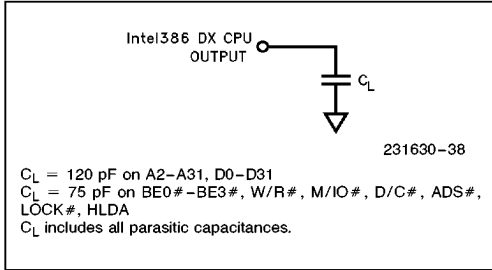 Intel386 DX CPU
OUTPUT
CL
231630-38
CL = 120 pF on A2–A31, D0–D31
CL = 75 pF on BE0#–BE3#, W/R#, M/IO#, D/C#, ADS#,
LOCK#, HLDA
CL includes all parasitic capacitances.